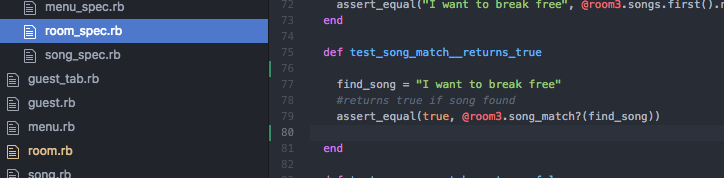 menu_spec.rb
room_spec.rb
song_spec.rb
guest_tab.rb
guest.rb
menu.rb
room.rb
song.rb
72 assert_equal("I want to break free", @room3.songs.first().
73 end
74
75 def test_song_match__returns_true
76
77 find_song = "I want to break free"
78 #returns true if song found
79 assert_equal(true, @room3.song_match?(find_song))
80
81 end
82